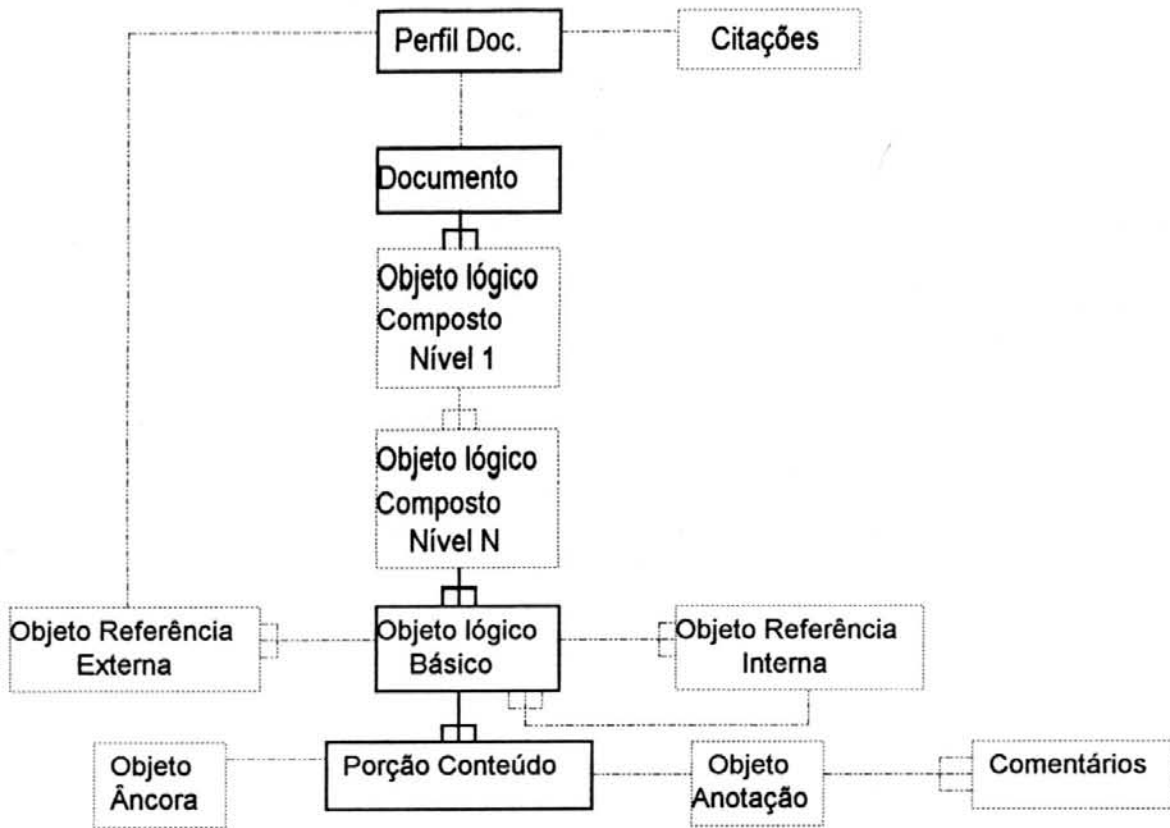 Perfil Doc.
Citações
Documento
Objeto lógico
Composto
Nível 1
Objeto lógico
Composto
Nível N
Objeto Referência
Externa
Objeto lógico
Básico
Objeto Referência
Interna
Objeto
Âncora
Porção Conteúdo
Objeto
Anotação
Comentários